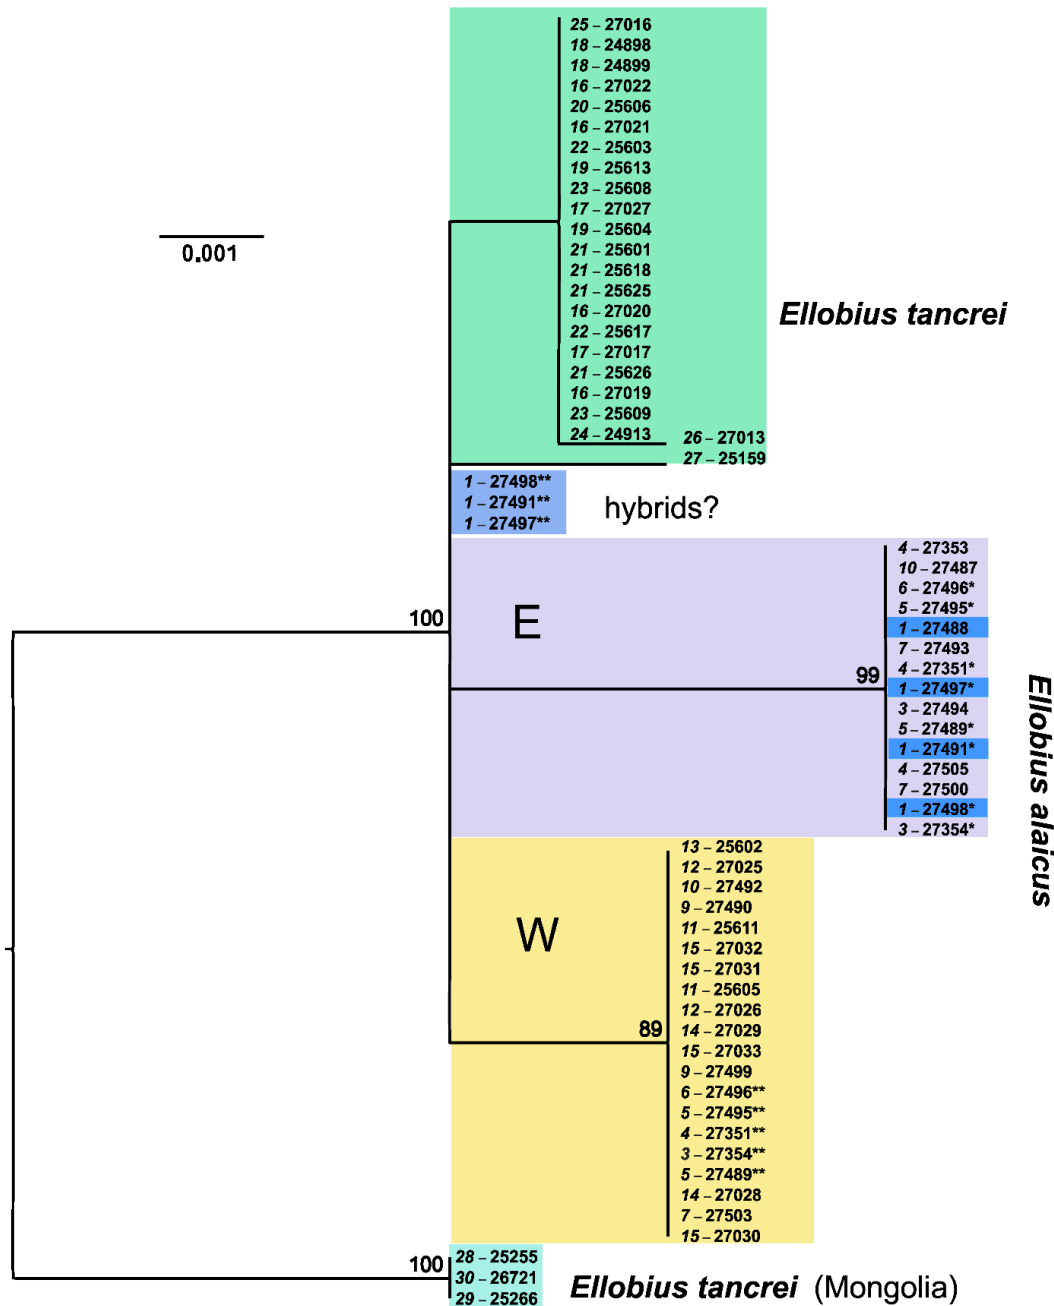 25 – 27016
18 – 24898
18 – 24899
16 – 27022
20 – 25606
16 – 27021
22 – 25603
19 – 25613
23 – 25608
17 – 27027
19 – 25604
21 – 25601
21 – 25618
21 – 25625
16 – 27020
22 – 25617
17 – 27017
21 – 25626
16 – 27019
23 – 25609
24 – 24913
26 – 27013
27 – 25159
0.001
Ellobius tancrei
1 – 27498**
1 – 27491**
1 – 27497**
hybrids?
100
E
99
4 – 27353
10 – 27487
6 – 27496*
5 – 27495*
1 – 27488
7 – 27493
4 – 27351*
1 – 27497*
3 – 27494
5 – 27489*
1 – 27491*
4 – 27505
7 – 27500
1 – 27498*
3 – 27354*
Ellobius alaicus
W
89
13 – 25602
12 – 27025
10 – 27492
9 – 27490
11 – 25611
15 – 27032
15 – 27031
11 – 25605
12 – 27026
14 – 27029
15 – 27033
9 – 27499
6 – 27496**
5 – 27495**
4 – 27351**
3 – 27354**
5 – 27489**
14 – 27028
7 – 27503
15 – 27030
100
28 – 25255
30 – 26721
29 – 25266
Ellobius tancrei (Mongolia)